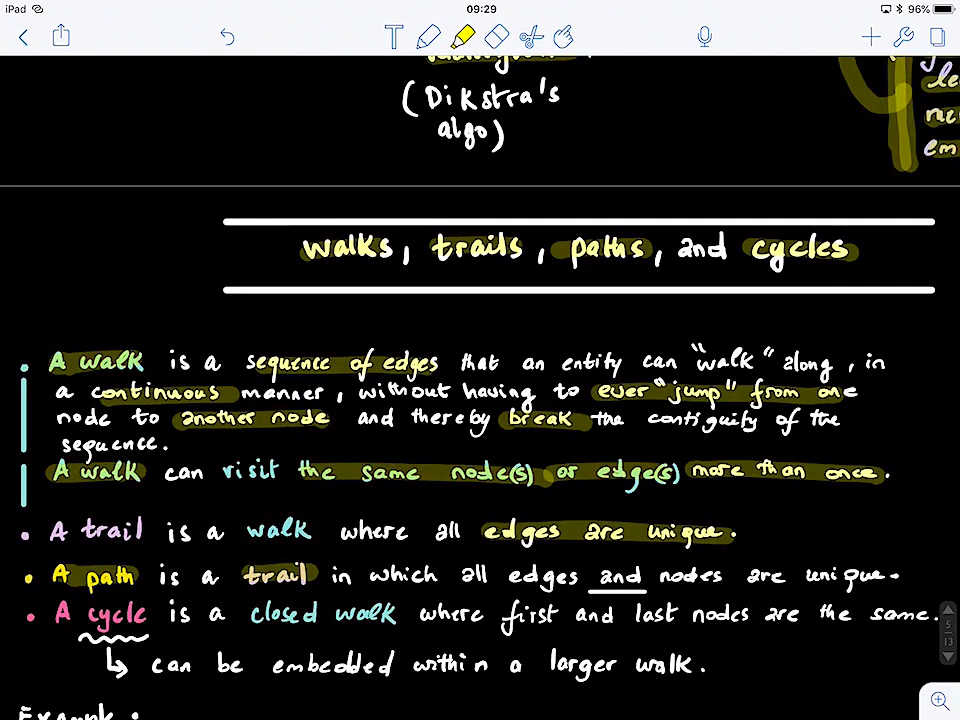 iPad
09:29
96%
T
(Dikstra's
algo)
le
em
walks, trails, paths, and cycles
• A walk is a sequence of edges that an entity can "walk" along, in
a continuous manner, without having to ever "jump" from one
node to another node and thereby break the contiguity of the
sequence.
A walk can visit the same node(s) or edge(s) more than once.
• A trail is a walk where all edges are unique.
• A path is a trail in which all edges and nodes are unique.
• A cycle is a closed walk where first and last nodes are the same.
↳ can be embedded within a larger walk.
5
13
Example: